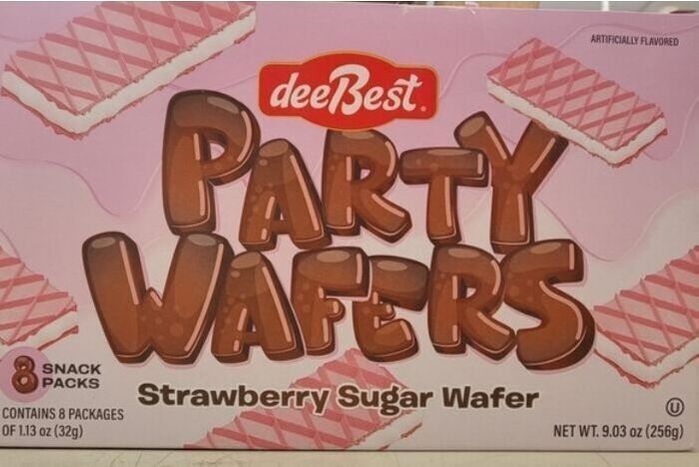 ARTIFICIALLY FLAVORED
deeBest.
PARTY
WAFERS
8 SNACK
PACKS
Strawberry Sugar Wafer
CONTAINS 8 PACKAGES
OF 1.13 oz (32g)
U
NET WT. 9.03 oz (256g)